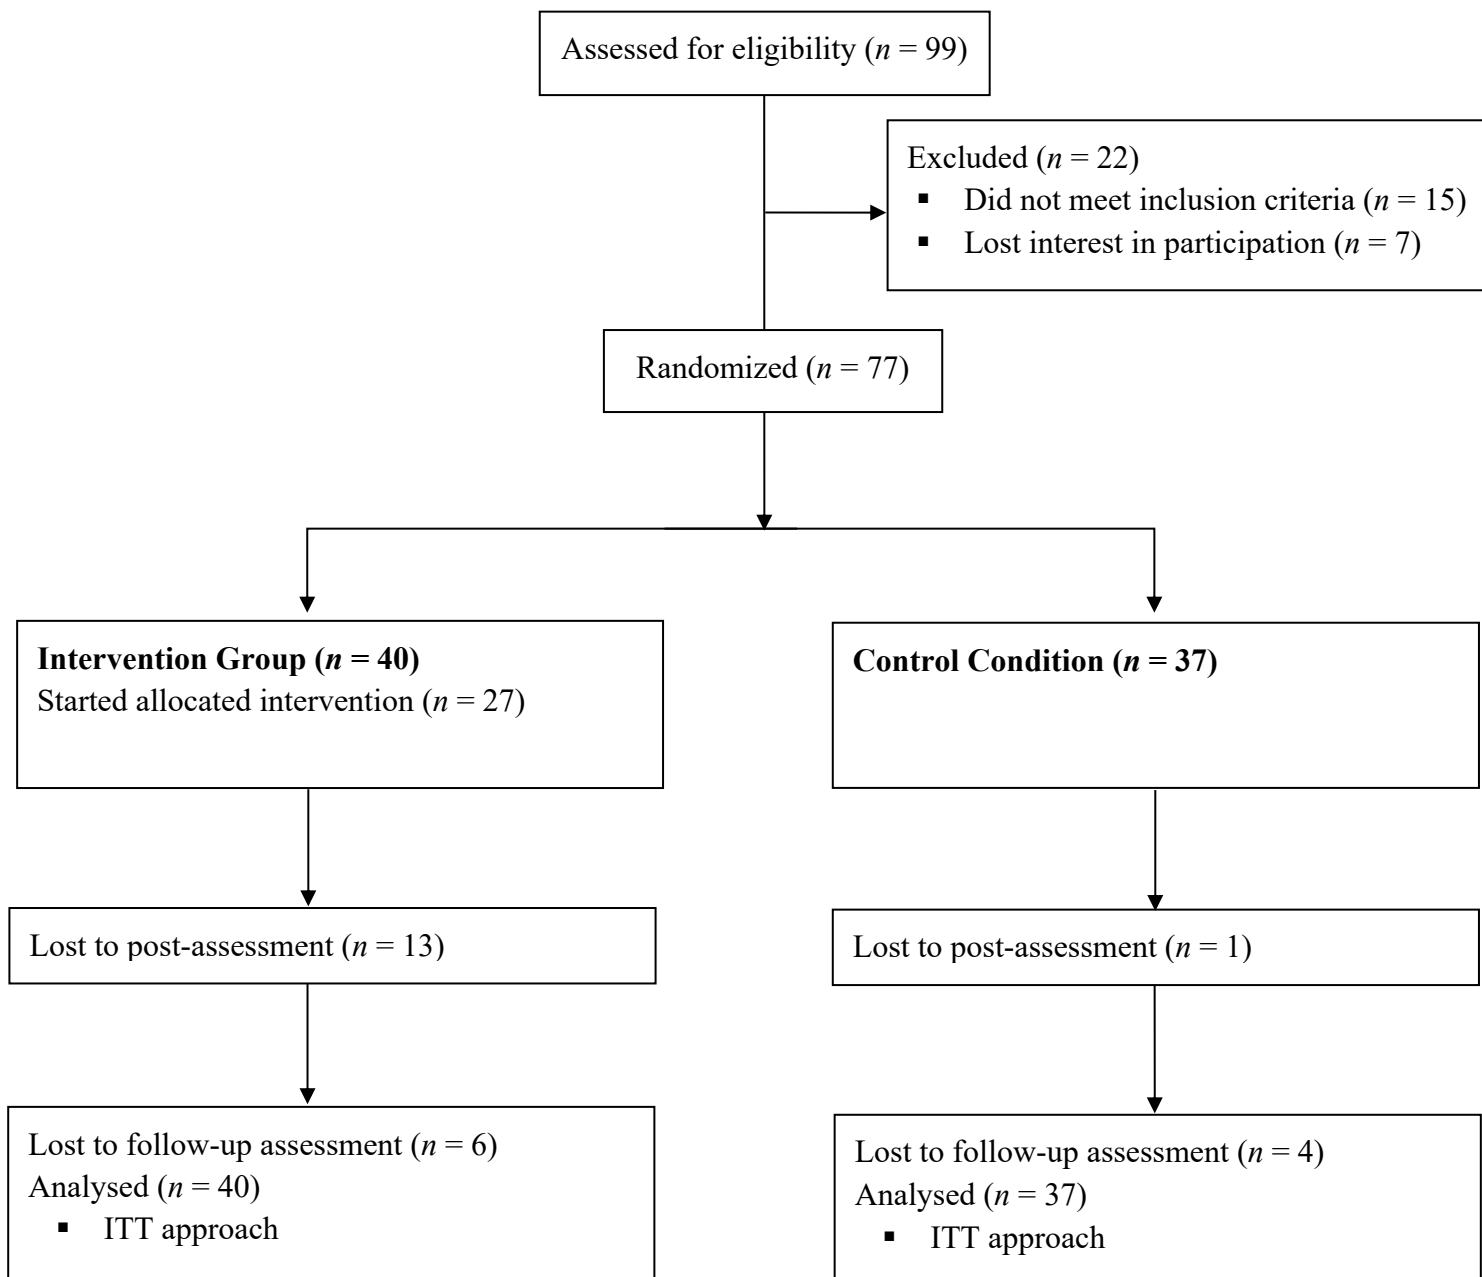 Assessed for eligibility (n = 99)
Excluded (n = 22)
▪ Did not meet inclusion criteria (n = 15)
▪ Lost interest in participation (n = 7)
Randomized (n = 77)
Intervention Group (n = 40)
Started allocated intervention (n = 27)
Control Condition (n = 37)
Lost to post-assessment (n = 13)
Lost to post-assessment (n = 1)
Lost to follow-up assessment (n = 6)
Analysed (n = 40)
▪ ITT approach
Lost to follow-up assessment (n = 4)
Analysed (n = 37)
▪ ITT approach